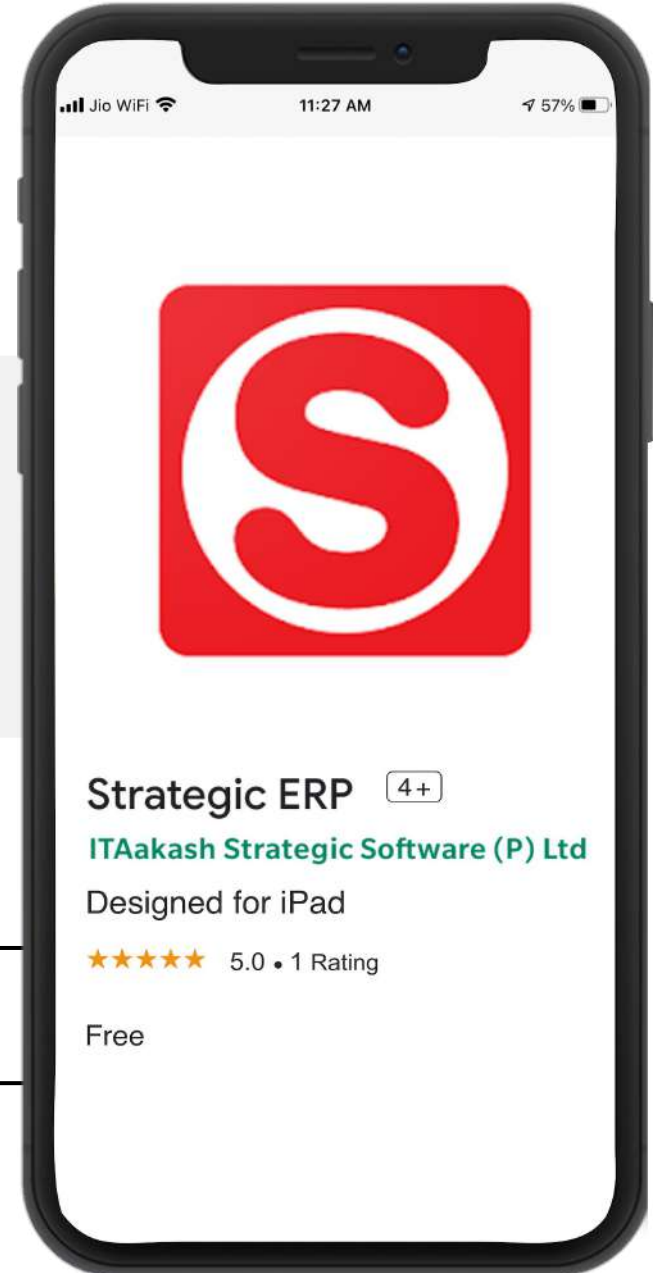 Jio WiFi 11:27 AM 57%
S
Strategic ERP 4+
ITAakash Strategic Software (P) Ltd
Designed for iPad
★★★★★ 5.0 • 1 Rating
Free